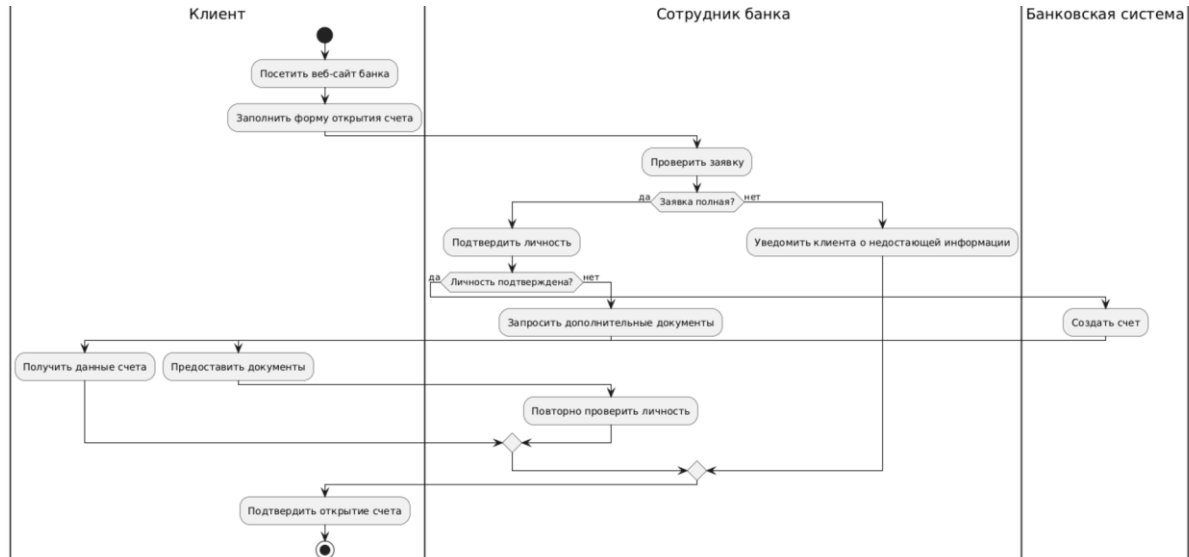 Клиент
Сотрудник банка
Банковская система
Посетить веб-сайт банка
Заполнить форму открытия счета
Проверить заявку
да
Заявка полная?
нет
Подтвердить личность
Уведомить клиента о недостающей информации
да
Личность подтверждена?
нет
Запросить дополнительные документы
Создать счет
Получить данные счета
Предоставить документы
Повторно проверить личность
Подтвердить открытие счета